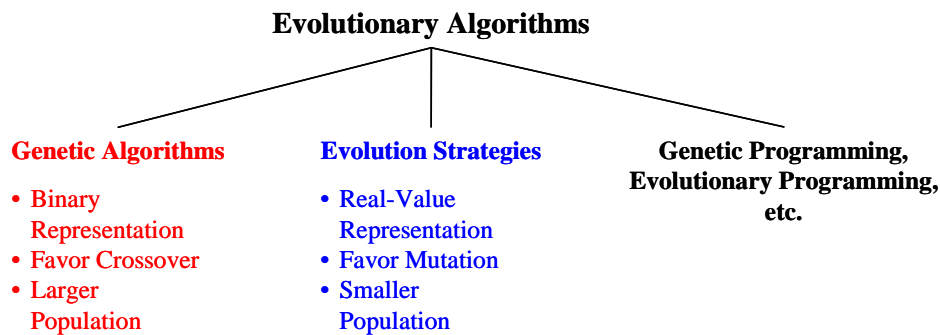 Evolutionary Algorithms
Genetic Algorithms
• Binary
Representation
• Favor Crossover
• Larger
Population
Evolution Strategies
• Real-Value
Representation
• Favor Mutation
• Smaller
Population
Genetic Programming,
Evolutionary Programming,
etc.